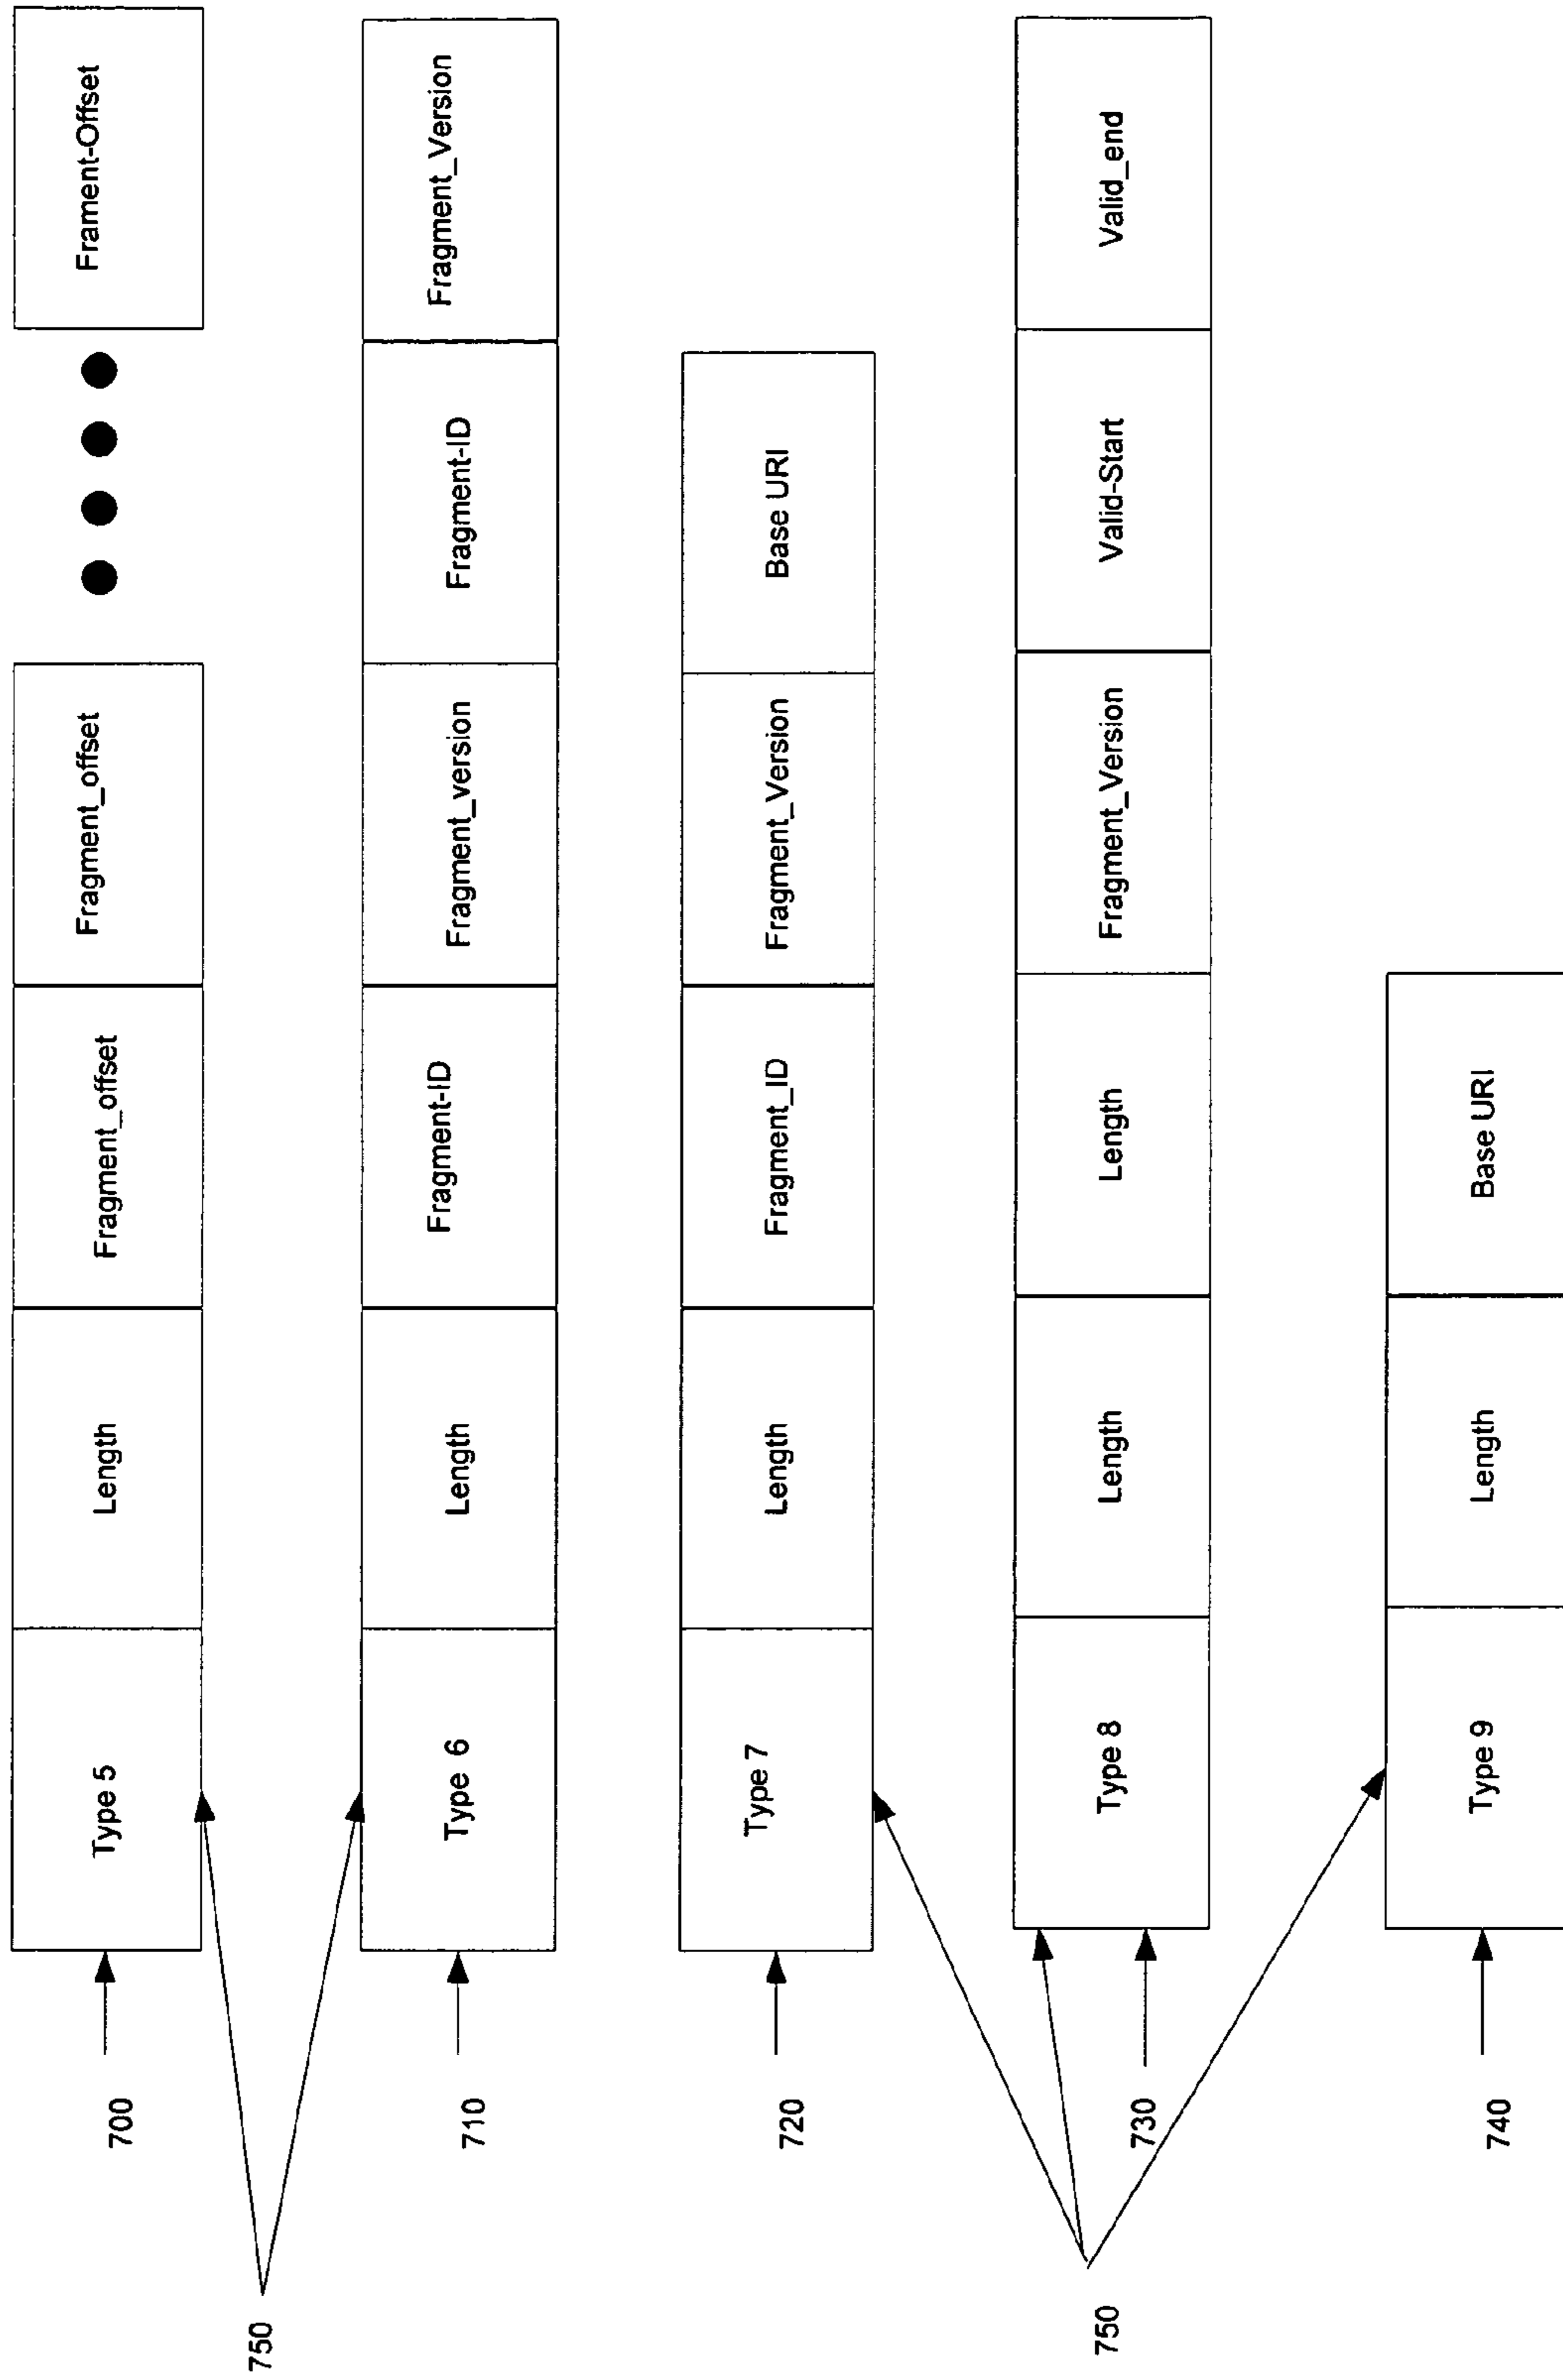 700
Type 5
Length
Fragment_offset
Fragment_offset
Frament-Offset
750
710
Type 6
Length
Fragment-ID
Fragment_version
Fragment-ID
Fragment_Version
720
Type 7
Length
Fragment_ID
Fragment_Version
Base URI
730
Type 8
Length
Length
Fragment_Version
Valid-Start
Valid_end
750
740
Type 9
Length
Base URI